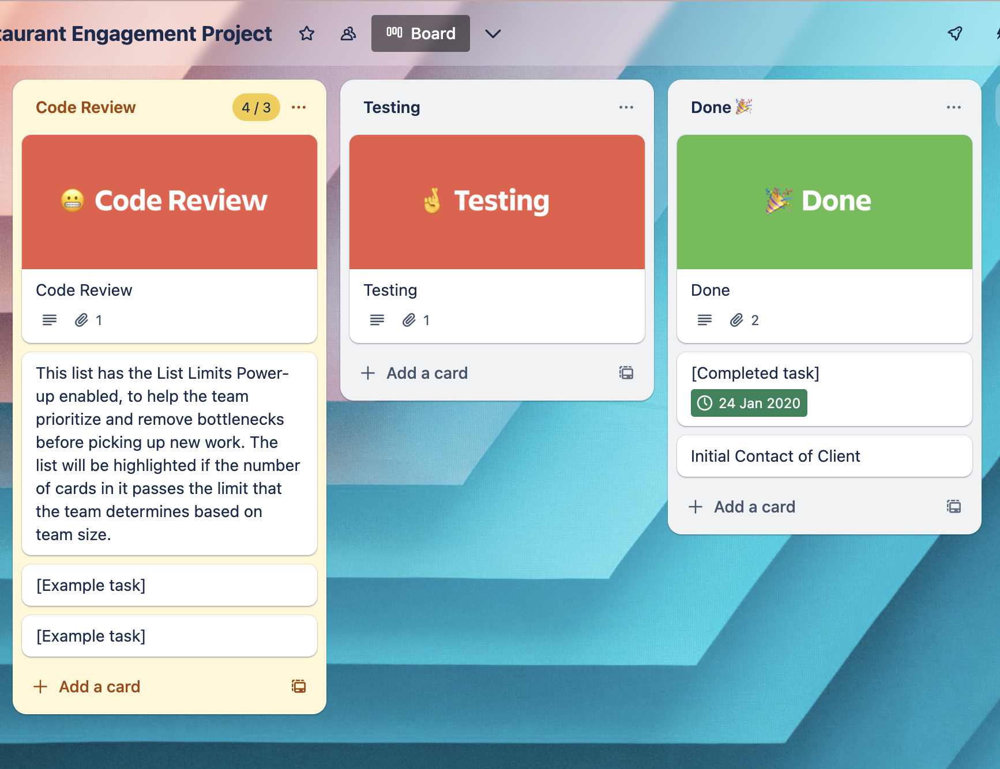 taurant Engagement Project
Board
Code Review
4 / 3
Code Review
Code Review
1
This list has the List Limits Power-
up enabled, to help the team
prioritize and remove bottlenecks
before picking up new work. The
list will be highlighted if the number
of cards in it passes the limit that
the team determines based on
team size.
[Example task]
[Example task]
Add a card
Testing
Testing
Testing
1
Add a card
Done 🎉
Done
Done
2
[Completed task]
24 Jan 2020
Initial Contact of Client
Add a card